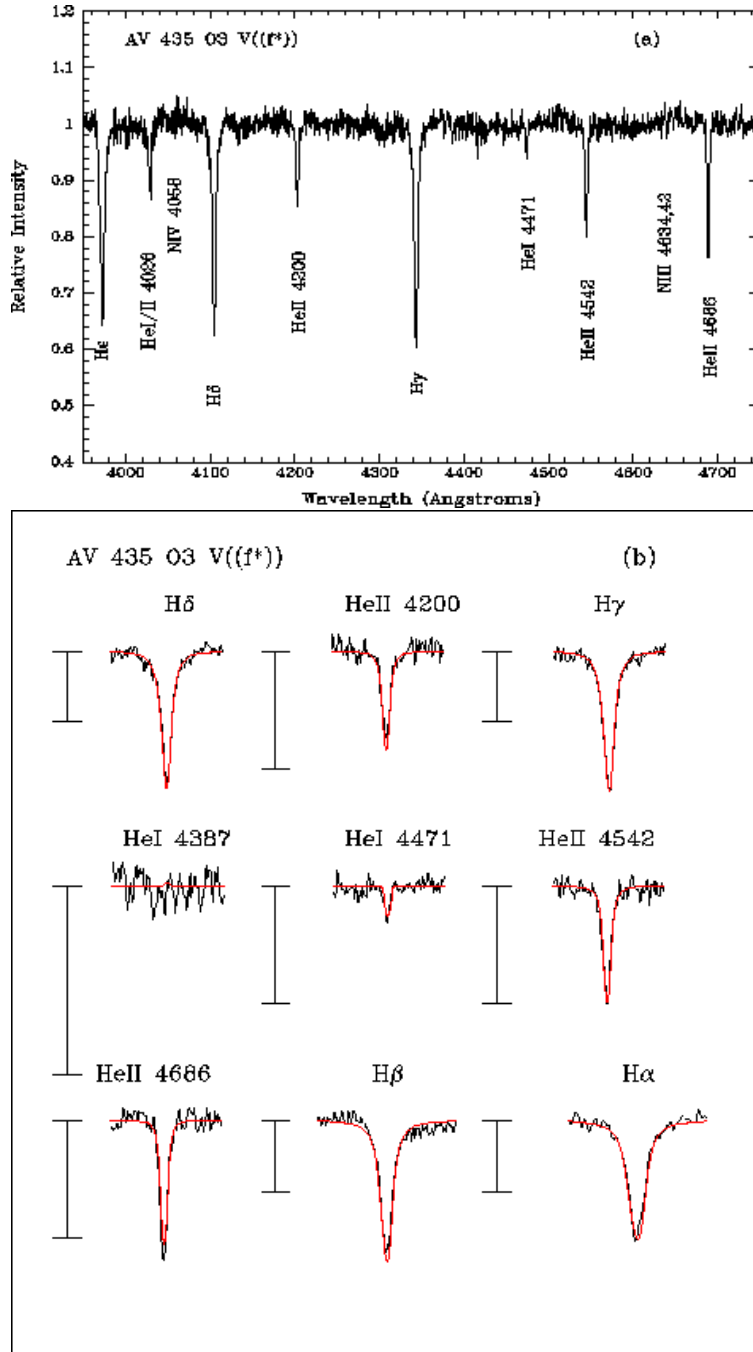 1.2
AV 435 O3 V((f*)) (a)
1.1
1
0.9
0.8
0.7
0.6
0.5
0.4
Relative Intensity
Hε
HeI/II 4026
NIV 4058
Hδ
HeII 4200
Hγ
HeI 4471
HeII 4542
NIII 4634,42
HeII 4686
4000 4100 4200 4300 4400 4500 4600 4700
Wavelength (Angstroms)
AV 435 O3 V((f*)) (b)
Hδ HeII 4200 Hγ
HeI 4387 HeI 4471 HeII 4542
HeII 4686 Hβ Hα